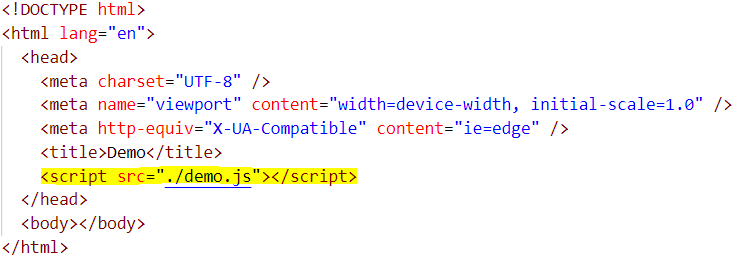 <!DOCTYPE html>
<html lang="en">
  <head>
    <meta charset="UTF-8" />
    <meta name="viewport" content="width=device-width, initial-scale=1.0" />
    <meta http-equiv="X-UA-Compatible" content="ie=edge" />
    <title>Demo</title>
    <script src="./demo.js"></script>
  </head>
  <body></body>
</html>